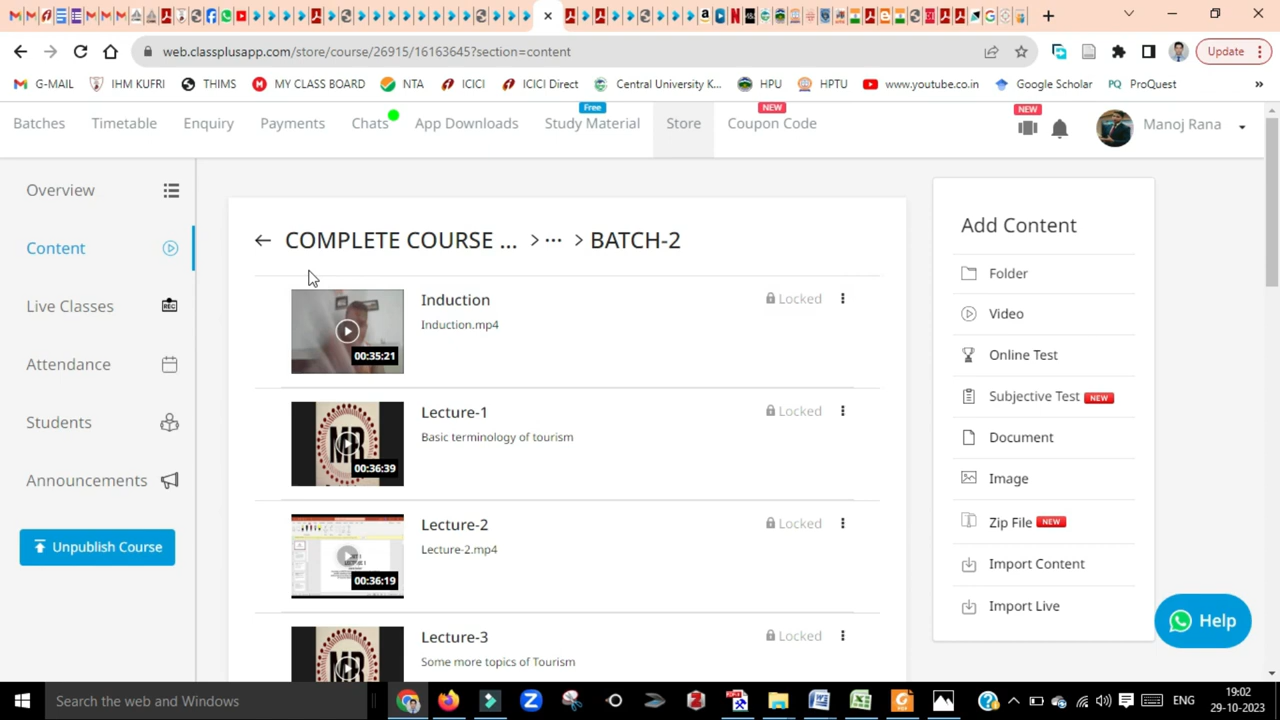 web.classplusapp.com/store/course/26915/16163645?section=content
Update
G-MAIL
IHM KUFRI
THIMS
MY CLASS BOARD
NTA
ICICI
ICICI Direct
Central University K...
HPU
HPTU
www.youtube.co.in
Google Scholar
PQ ProQuest
»
Batches
Timetable
Enquiry
Payments
Chats
App Downloads
Free
Study Material
Store
NEW
Coupon Code
NEW
Manoj Rana
Overview
Content
Live Classes
REC
Attendance
Students
Announcements
Unpublish Course
COMPLETE COURSE ... > ... > BATCH-2
Induction
Locked
Induction.mp4
00:35:21
Lecture-1
Locked
Basic terminology of tourism
00:36:39
Lecture-2
Locked
Lecture-2.mp4
00:36:19
Lecture-3
Locked
Some more topics of Tourism
Add Content
Folder
Video
Online Test
Subjective Test NEW
Document
Image
Zip File NEW
Import Content
Import Live
Help
Search the web and Windows
ENG
19:02
29-10-2023